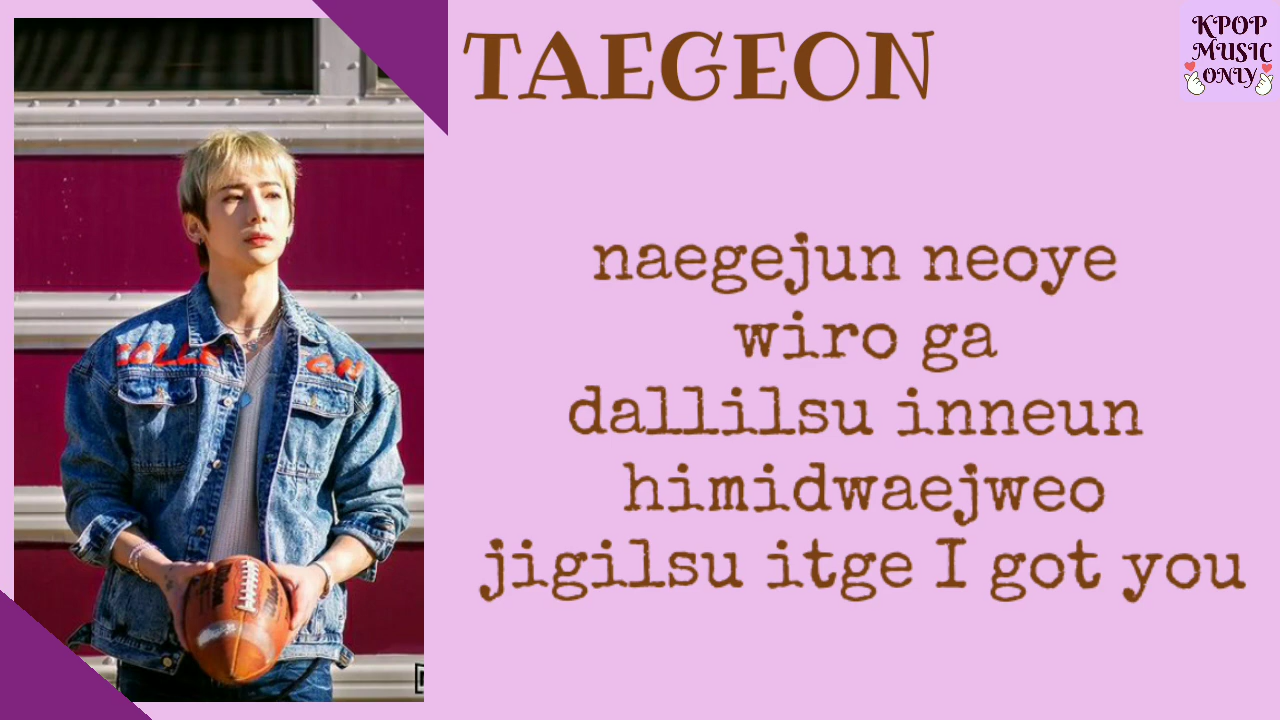 TAEGEON
KPOP
MUSIC
ONLY
naegejun neoye
wiro ga
dallilsu inneun
himidwaejweo
jigilsu itge I got you